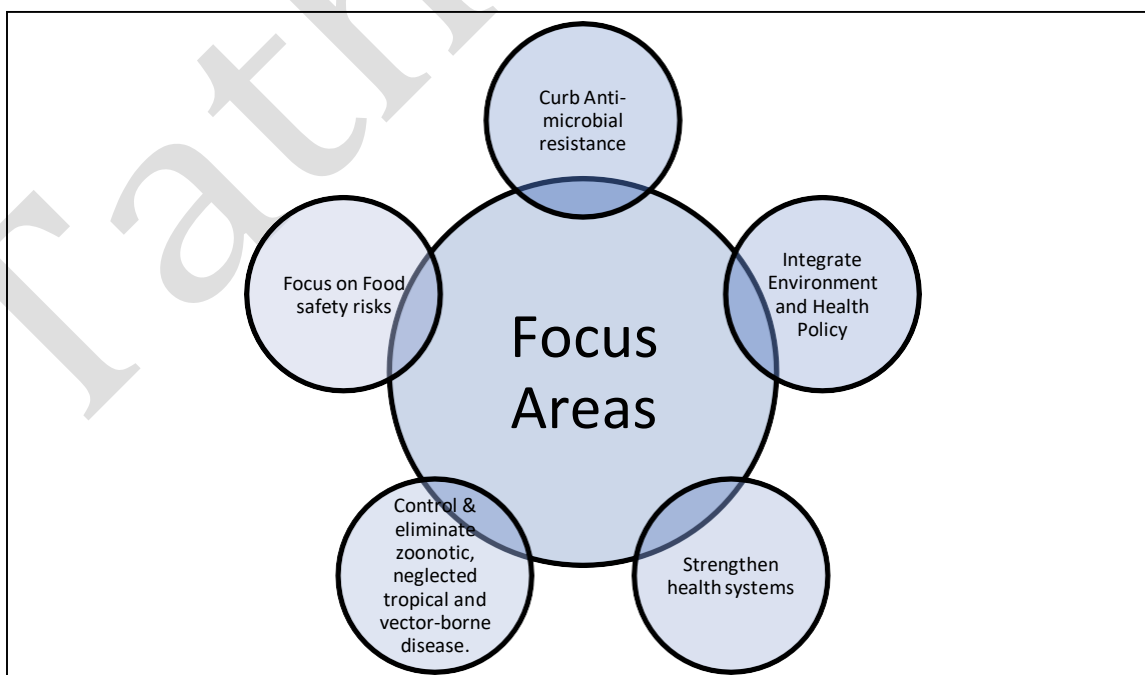 Curb Anti-
microbial
resistance
Integrate
Environment
and Health
Policy
Strengthen
health systems
Control &
eliminate
zoonotic,
neglected
tropical and
vector-borne
disease.
Focus on Food
safety risks
Focus
Areas
Tath